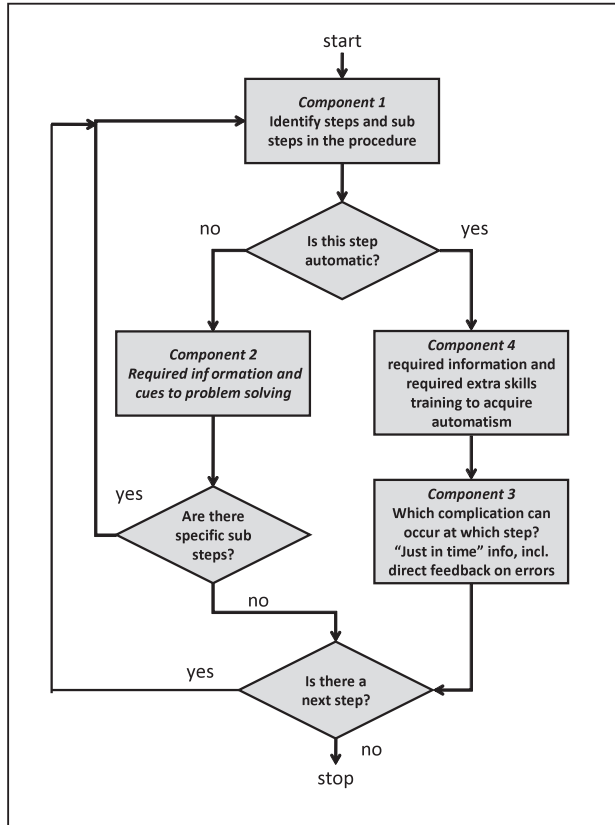 start
Component 1
Identify steps and sub
steps in the procedure
no
yes
Is this step
automatic?
Component 2
Required information and
cues to problem solving
Component 4
required information and
required extra skills
training to acquire
automatism
yes
Are there
specific sub
steps?
Component 3
Which complication can
occur at which step?
“Just in time” info, incl.
direct feedback on errors
no
yes
Is there a
next step?
no
stop